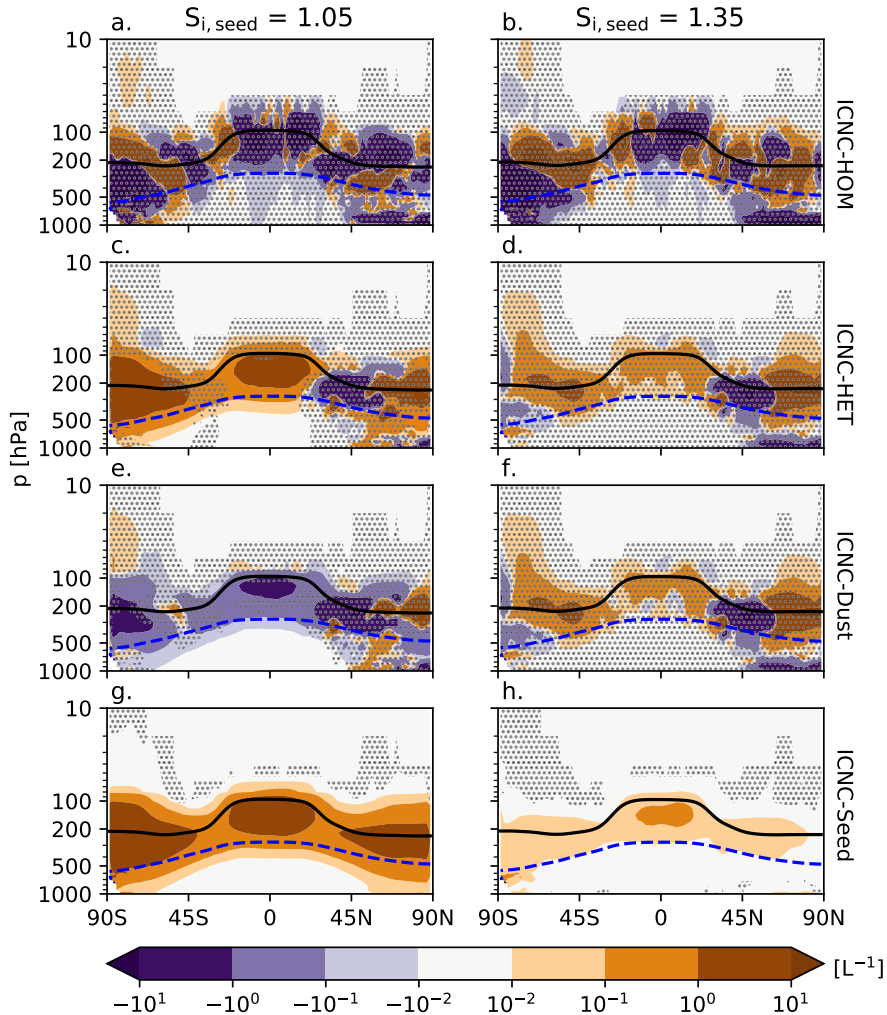 S_{i, seed} = 1.05
S_{i, seed} = 1.35
a.
b.
10
100
200
500
1000
ICNC-HOM
c.
d.
10
100
200
500
1000
ICNC-HET
p [hPa]
e.
f.
10
100
200
500
1000
ICNC-Dust
g.
h.
10
100
200
500
1000
ICNC-Seed
90S 45S 0 45N 90N
90S 45S 0 45N 90N
[L⁻¹]
−10¹ −10⁰ −10⁻¹ −10⁻² 10⁻² 10⁻¹ 10⁰ 10¹